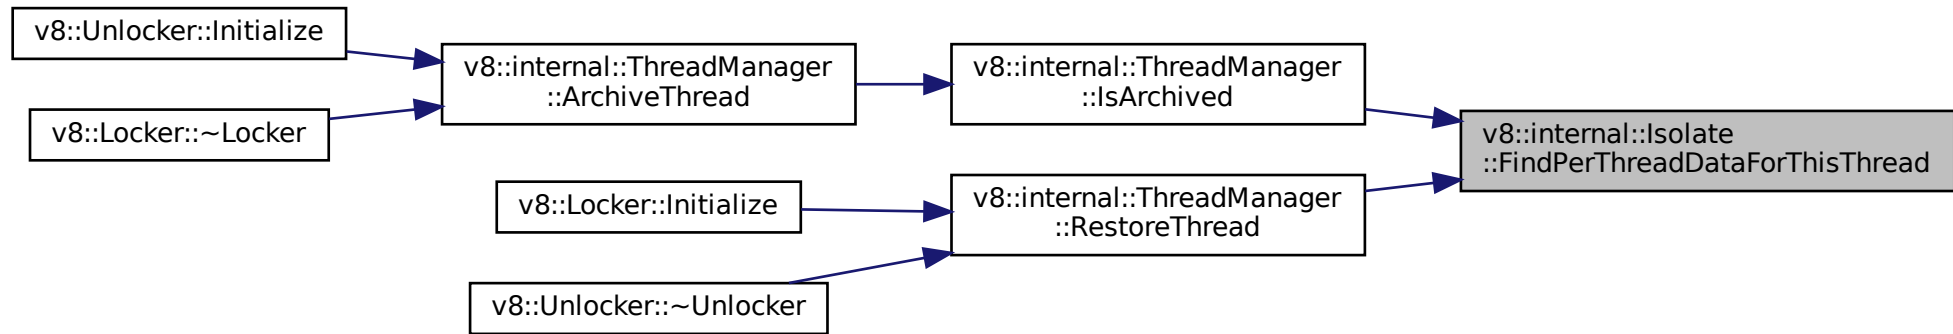 v8::Unlocker::Initialize
v8::Locker::~Locker
v8::internal::ThreadManager
::ArchiveThread
v8::internal::ThreadManager
::IsArchived
v8::Locker::Initialize
v8::Unlocker::~Unlocker
v8::internal::ThreadManager
::RestoreThread
v8::internal::Isolate
::FindPerThreadDataForThisThread